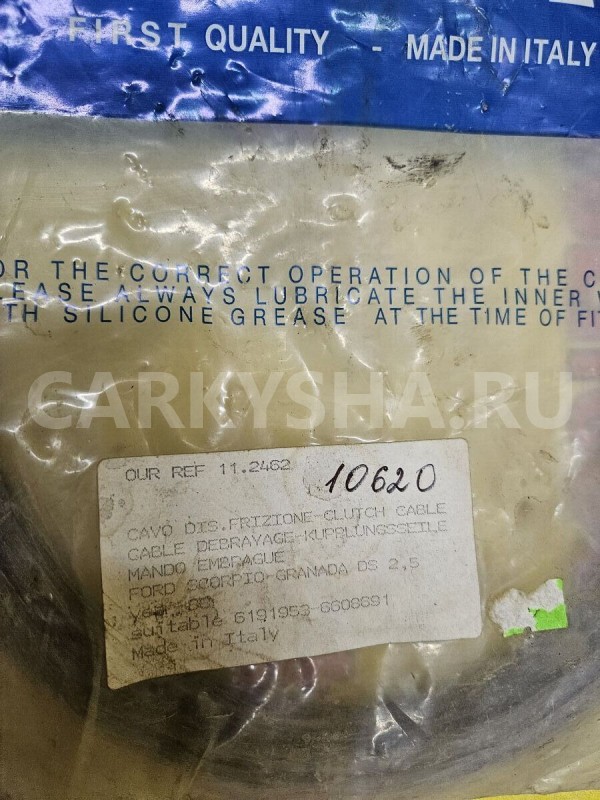 FIRST QUALITY - MADE IN ITALY
OR THE CORRECT OPERATION OF THE C
EASE ALWAYS LUBRICATE THE INNER
TH SILICONE GREASE AT THE TIME OF FI
CARKYSHA.RU
OUR REF 11.2462 10620
CAVO DIS.FRIZIONE-CLUTCH CABLE
CABLE DEBRAYAGE-KUPPLUNGSSEILE
MANDO EMBRAGUE
FORD SCORPIO-GRANADA DS 2,5
suitable 6191953-6608691
Made in Italy